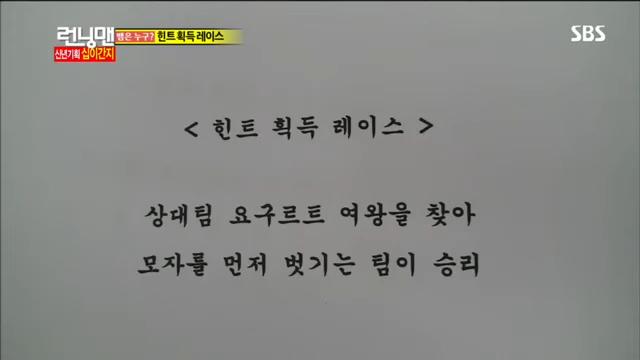 런닝맨 뱀은 누구? 힌트 획득 레이스
신년기획 십이간지
SBS
< 힌트 획득 레이스 >
상대팀 요구르트 여왕을 찾아
모자를 먼저 벗기는 팀이 승리